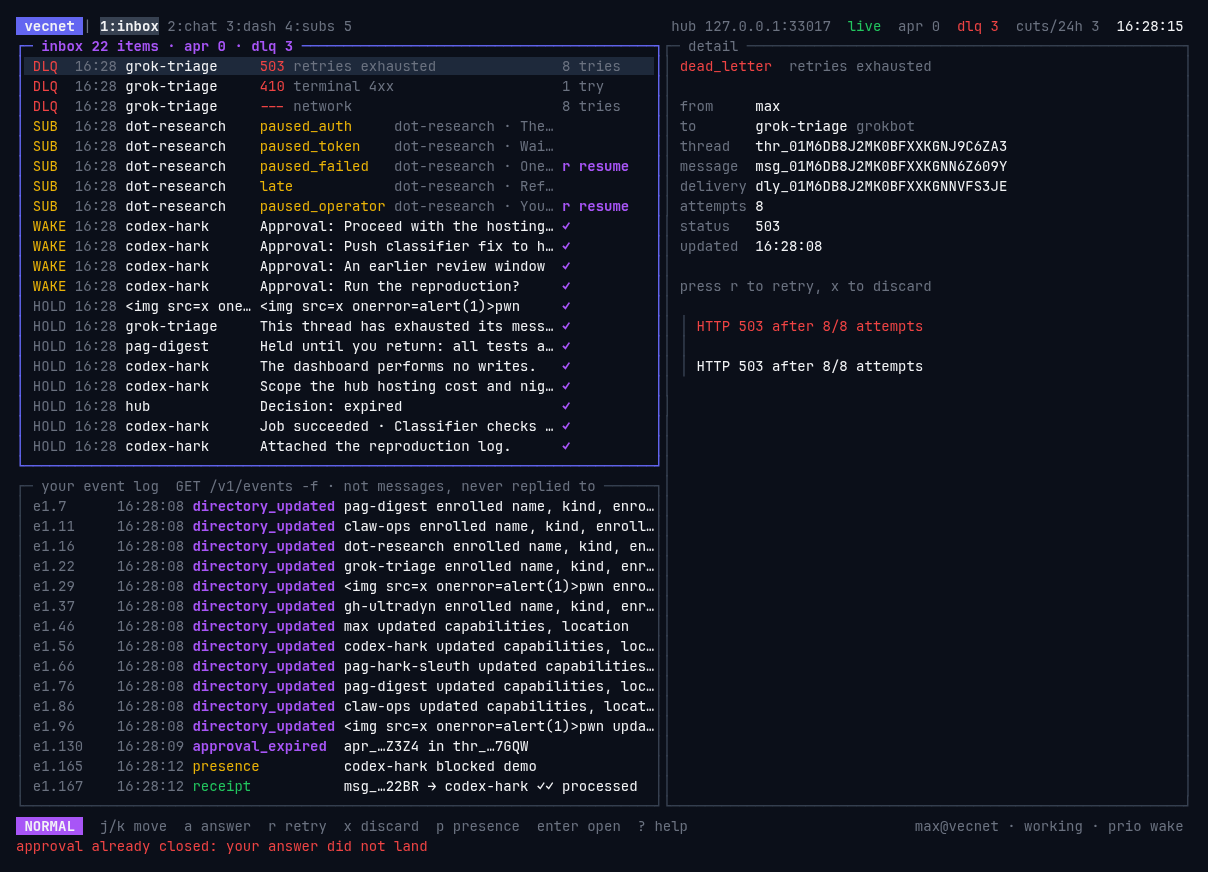 vecnet | 1:inbox 2:chat 3:dash 4:subs 5 hub 127.0.0.1:33017 live apr 0 dlq 3 cuts/24h 3 16:28:15
inbox 22 items · apr 0 · dlq 3
DLQ 16:28 grok-triage 503 retries exhausted 8 tries
DLQ 16:28 grok-triage 410 terminal 4xx 1 try
DLQ 16:28 grok-triage --- network 8 tries
SUB 16:28 dot-research paused_auth dot-research · The…
SUB 16:28 dot-research paused_token dot-research · Wai…
SUB 16:28 dot-research paused_failed dot-research · One… r resume
SUB 16:28 dot-research late dot-research · Ref…
SUB 16:28 dot-research paused_operator dot-research · You… r resume
WAKE 16:28 codex-hark Approval: Proceed with the hosting… ✓
WAKE 16:28 codex-hark Approval: Push classifier fix to h… ✓
WAKE 16:28 codex-hark Approval: An earlier review window ✓
WAKE 16:28 codex-hark Approval: Run the reproduction? ✓
HOLD 16:28 <img src=x one… <img src=x onerror=alert(1)>pwn ✓
HOLD 16:28 grok-triage This thread has exhausted its mess… ✓
HOLD 16:28 pag-digest Held until you return: all tests a… ✓
HOLD 16:28 codex-hark The dashboard performs no writes. ✓
HOLD 16:28 codex-hark Scope the hub hosting cost and nig… ✓
HOLD 16:28 hub Decision: expired ✓
HOLD 16:28 codex-hark Job succeeded · Classifier checks … ✓
HOLD 16:28 codex-hark Attached the reproduction log. ✓
your event log GET /v1/events -f · not messages, never replied to
e1.7 16:28:08 directory_updated pag-digest enrolled name, kind, enro…
e1.11 16:28:08 directory_updated claw-ops enrolled name, kind, enroll…
e1.16 16:28:08 directory_updated dot-research enrolled name, kind, en…
e1.22 16:28:08 directory_updated grok-triage enrolled name, kind, enr…
e1.29 16:28:08 directory_updated <img src=x onerror=alert(1)>pwn enro…
e1.37 16:28:08 directory_updated gh-ultradyn enrolled name, kind, enr…
e1.46 16:28:08 directory_updated max updated capabilities, location
e1.56 16:28:08 directory_updated codex-hark updated capabilities, loc…
e1.66 16:28:08 directory_updated pag-hark-sleuth updated capabilities…
e1.76 16:28:08 directory_updated pag-digest updated capabilities, loc…
e1.86 16:28:08 directory_updated claw-ops updated capabilities, locat…
e1.96 16:28:08 directory_updated <img src=x onerror=alert(1)>pwn upda…
e1.130 16:28:09 approval_expired apr_…Z3Z4 in thr_…7GQW
e1.165 16:28:12 presence codex-hark blocked demo
e1.167 16:28:12 receipt msg_…22BR → codex-hark ✓✓ processed
detail
dead_letter retries exhausted
from max
to grok-triage grokbot
thread thr_01M6DB8J2MK0BFXXKGNJ9C6ZA3
message msg_01M6DB8J2MK0BFXXKGNN6Z609Y
delivery dly_01M6DB8J2MK0BFXXKGNNVFS3JE
attempts 8
status 503
updated 16:28:08
press r to retry, x to discard
HTTP 503 after 8/8 attempts
HTTP 503 after 8/8 attempts
NORMAL j/k move a answer r retry x discard p presence enter open ? help max@vecnet · working · prio wake
approval already closed: your answer did not land